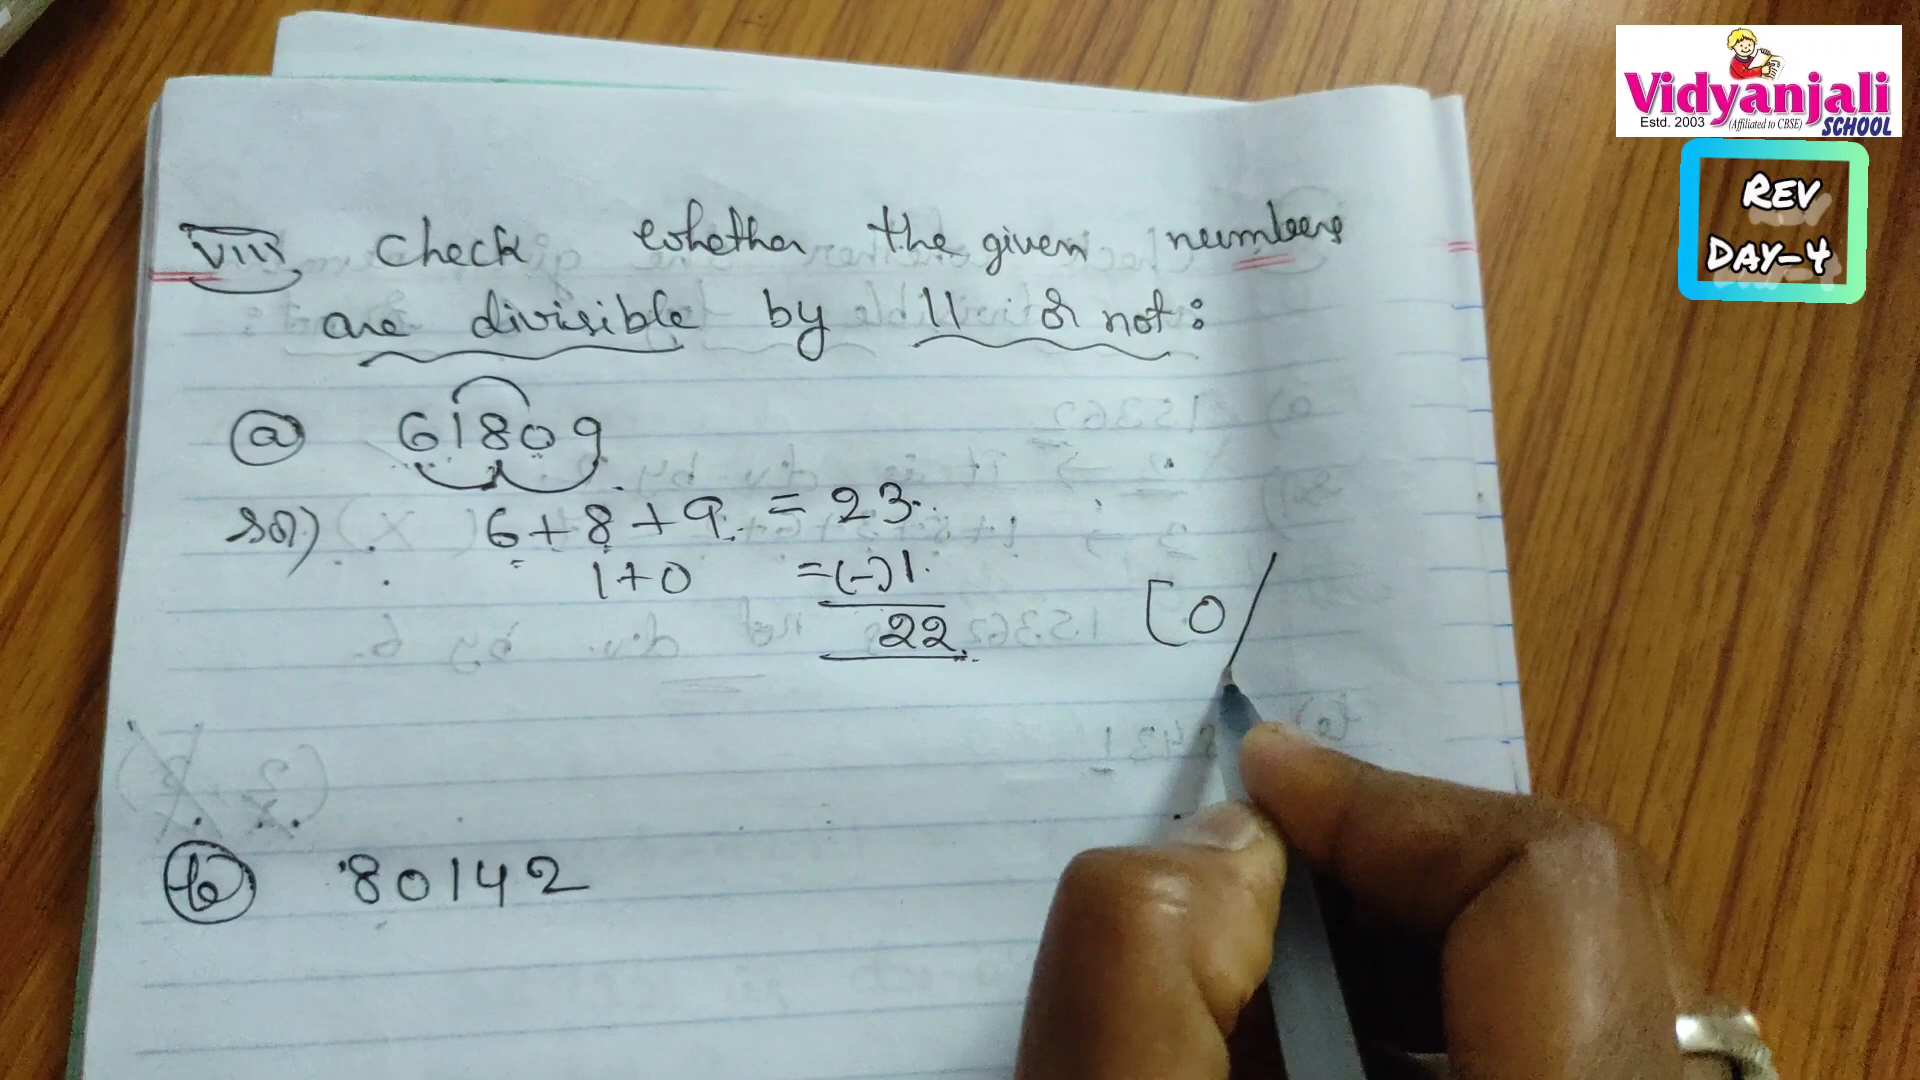 Vidyanjali
Estd. 2003 (Affiliated to CBSE) SCHOOL
REV
DAY-4
VIII check whether the given numbers
are divisible by 11 or not:
a 61809
sol) 6+8+9 = 23
1+0 =(-)1
22
[0/
b 80142